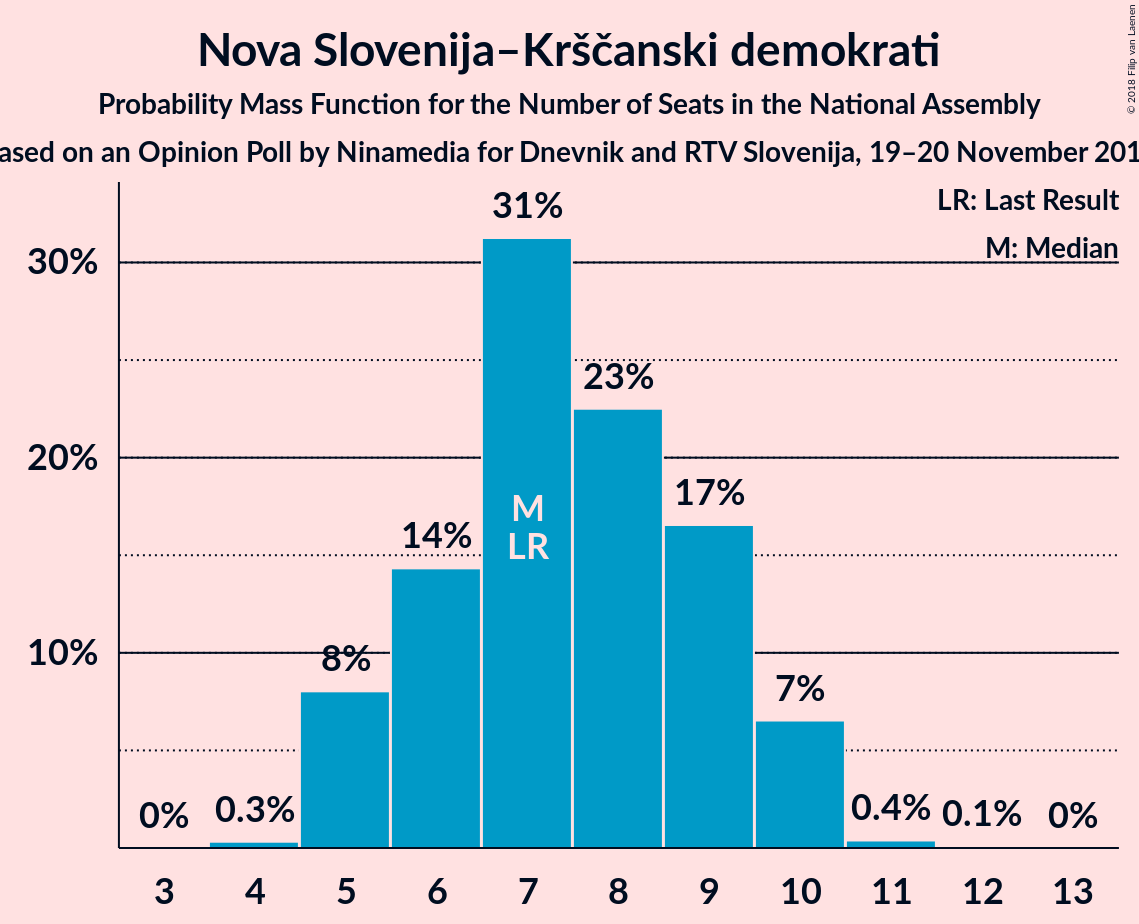 Nova Slovenija–Krščanski demokrati
Probability Mass Function for the Number of Seats in the National Assembly
ased on an Opinion Poll by Ninamedia for Dnevnik and RTV Slovenija, 19–20 November 201
© 2018 Filip van Laenen
LR: Last Result
M: Median
30%
20%
10%
0%
0.3%
8%
14%
31%
M
LR
23%
17%
7%
0.4%
0.1%
0%
3 4 5 6 7 8 9 10 11 12 13